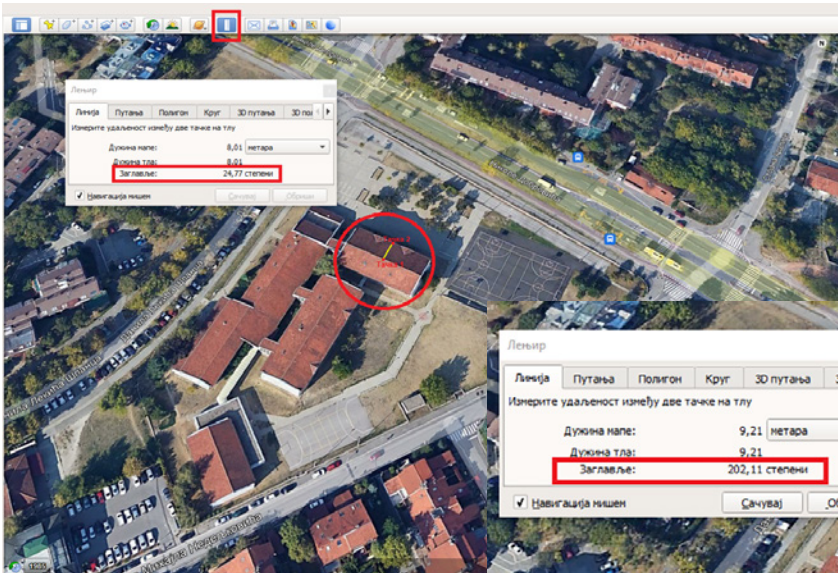 Лењир
Линија Путања Полигон Круг 3D путања 3D пол
Измерите удаљеност између две тачке на тлу
Дужина мапе: 8,01 метара
Дужина тла: 8,01
Заглавље: 24,77 степени
Навигација мишем Сачувај Обриши
N
Лењир
Линија Путања Полигон Круг 3D путања
Измерите удаљеност између две тачке на тлу
Дужина мапе: 9,21 метара
Дужина тла: 9,21
Заглавље: 202,11 степени
Навигација мишем Сачувај
1985